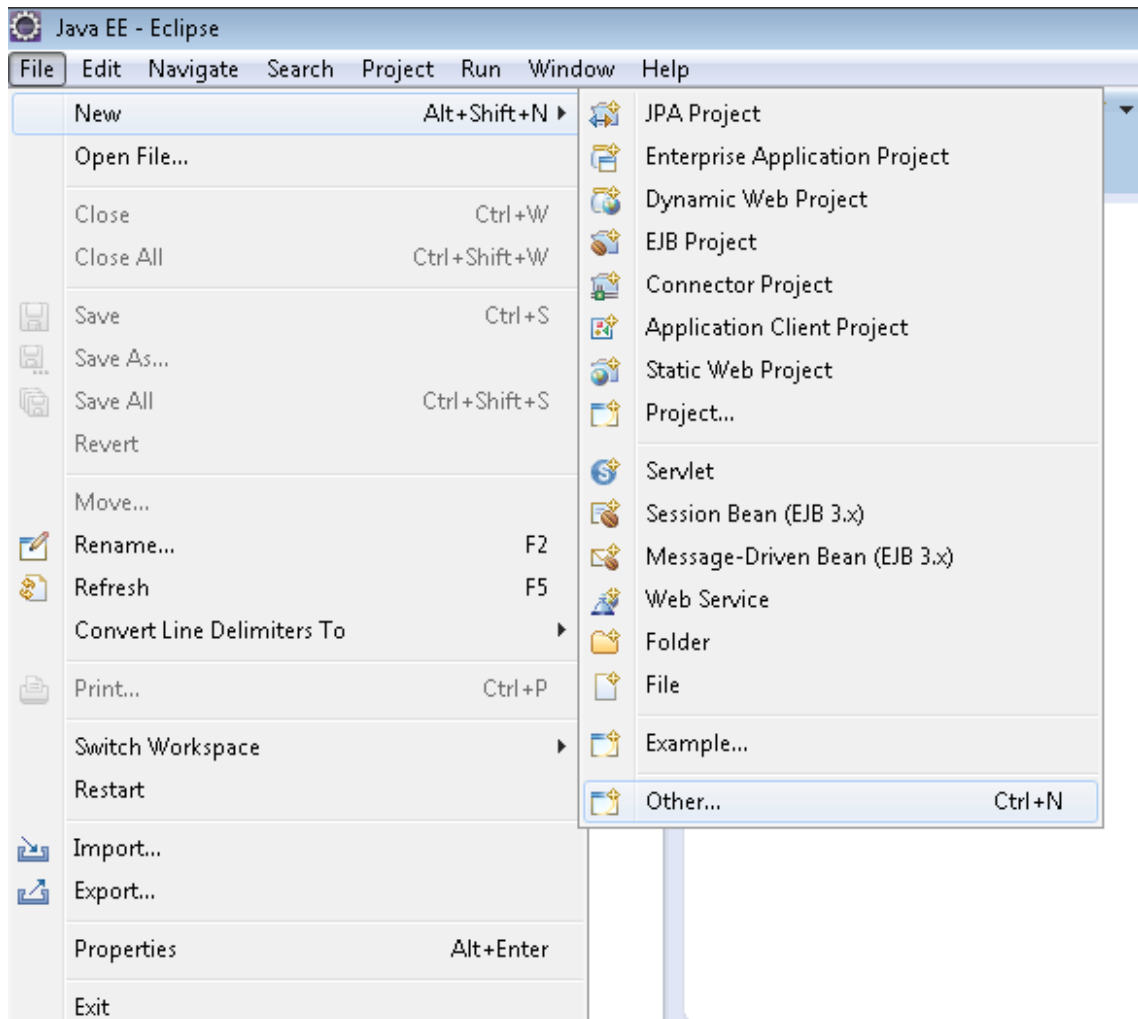 Java EE - Eclipse
File Edit Navigate Search Project Run Window Help
New Alt+Shift+N
Open File...
Close Ctrl+W
Close All Ctrl+Shift+W
Save Ctrl+S
Save As...
Save All Ctrl+Shift+S
Revert
Move...
Rename... F2
Refresh F5
Convert Line Delimiters To
Print... Ctrl+P
Switch Workspace
Restart
Import...
Export...
Properties Alt+Enter
Exit
JPA Project
Enterprise Application Project
Dynamic Web Project
EJB Project
Connector Project
Application Client Project
Static Web Project
Project...
Servlet
Session Bean (EJB 3.x)
Message-Driven Bean (EJB 3.x)
Web Service
Folder
File
Example...
Other... Ctrl+N